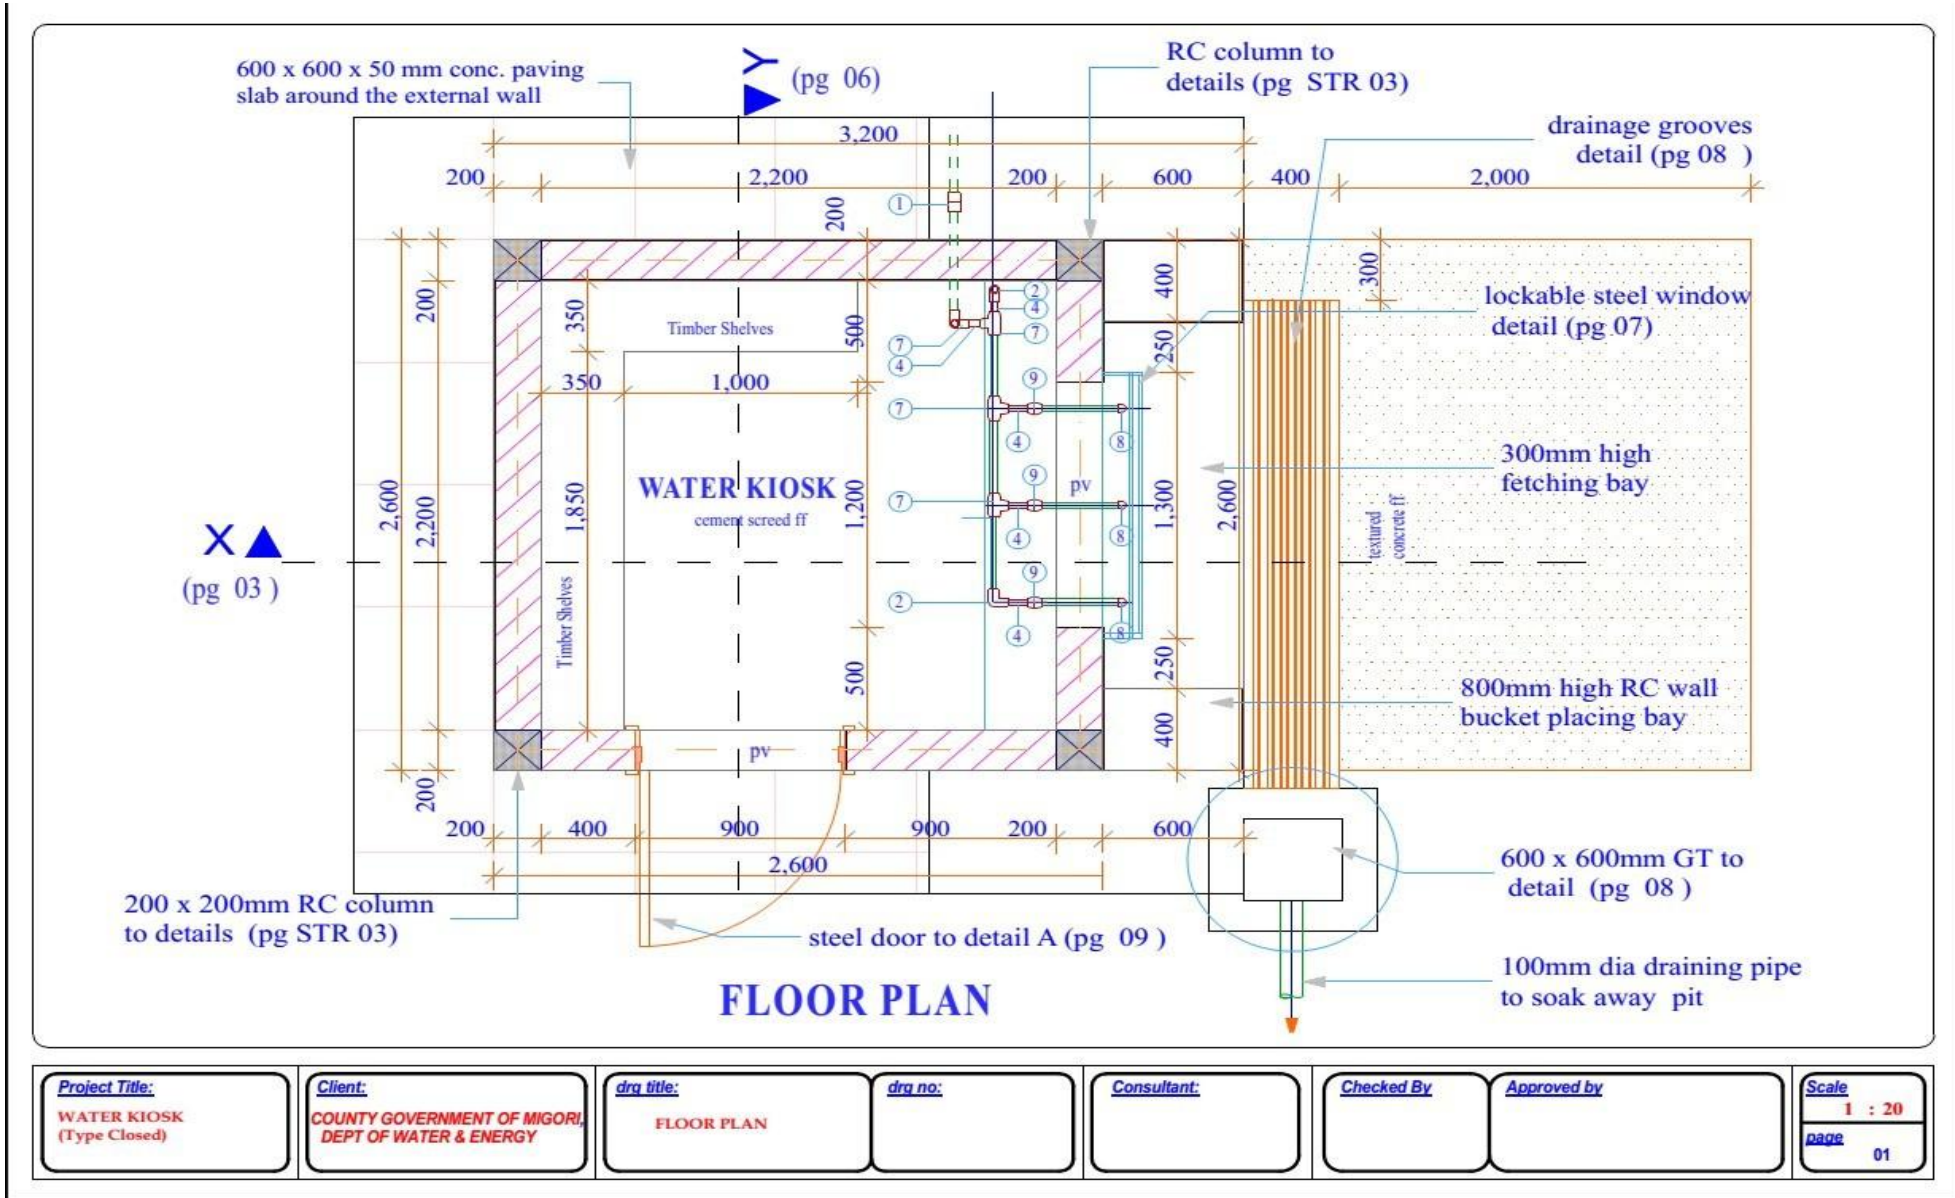 600 x 600 x 50 mm conc. paving
slab around the external wall
Y
(pg 06)
RC column to
details (pg STR 03)
drainage grooves
detail (pg 08 )
3,200
200
2,200
200
600
400
2,000
200
1
400
300
200
350
500
2
4
7
lockable steel window
detail (pg 07)
Timber Shelves
7
4
250
350
1,000
9
7
4
8
300mm high
fetching bay
WATER KIOSK
cement screed ff
9
pv
2,600
2,200
1,850
1,200
7
1,300
2,600
textured
concrete ff
4
8
X
(pg 03 )
9
2
4
8
Timber Shelves
500
250
800mm high RC wall
bucket placing bay
400
pv
200
200
400
900
900
200
600
2,600
600 x 600mm GT to
detail (pg 08 )
200 x 200mm RC column
to details (pg STR 03)
steel door to detail A (pg 09 )
100mm dia draining pipe
to soak away pit
FLOOR PLAN
Project Title:
WATER KIOSK
(Type Closed)
Client:
COUNTY GOVERNMENT OF MIGORI,
DEPT OF WATER & ENERGY
drg title:
FLOOR PLAN
drg no:
Consultant:
Checked By
Approved by
Scale
1 : 20
page
01